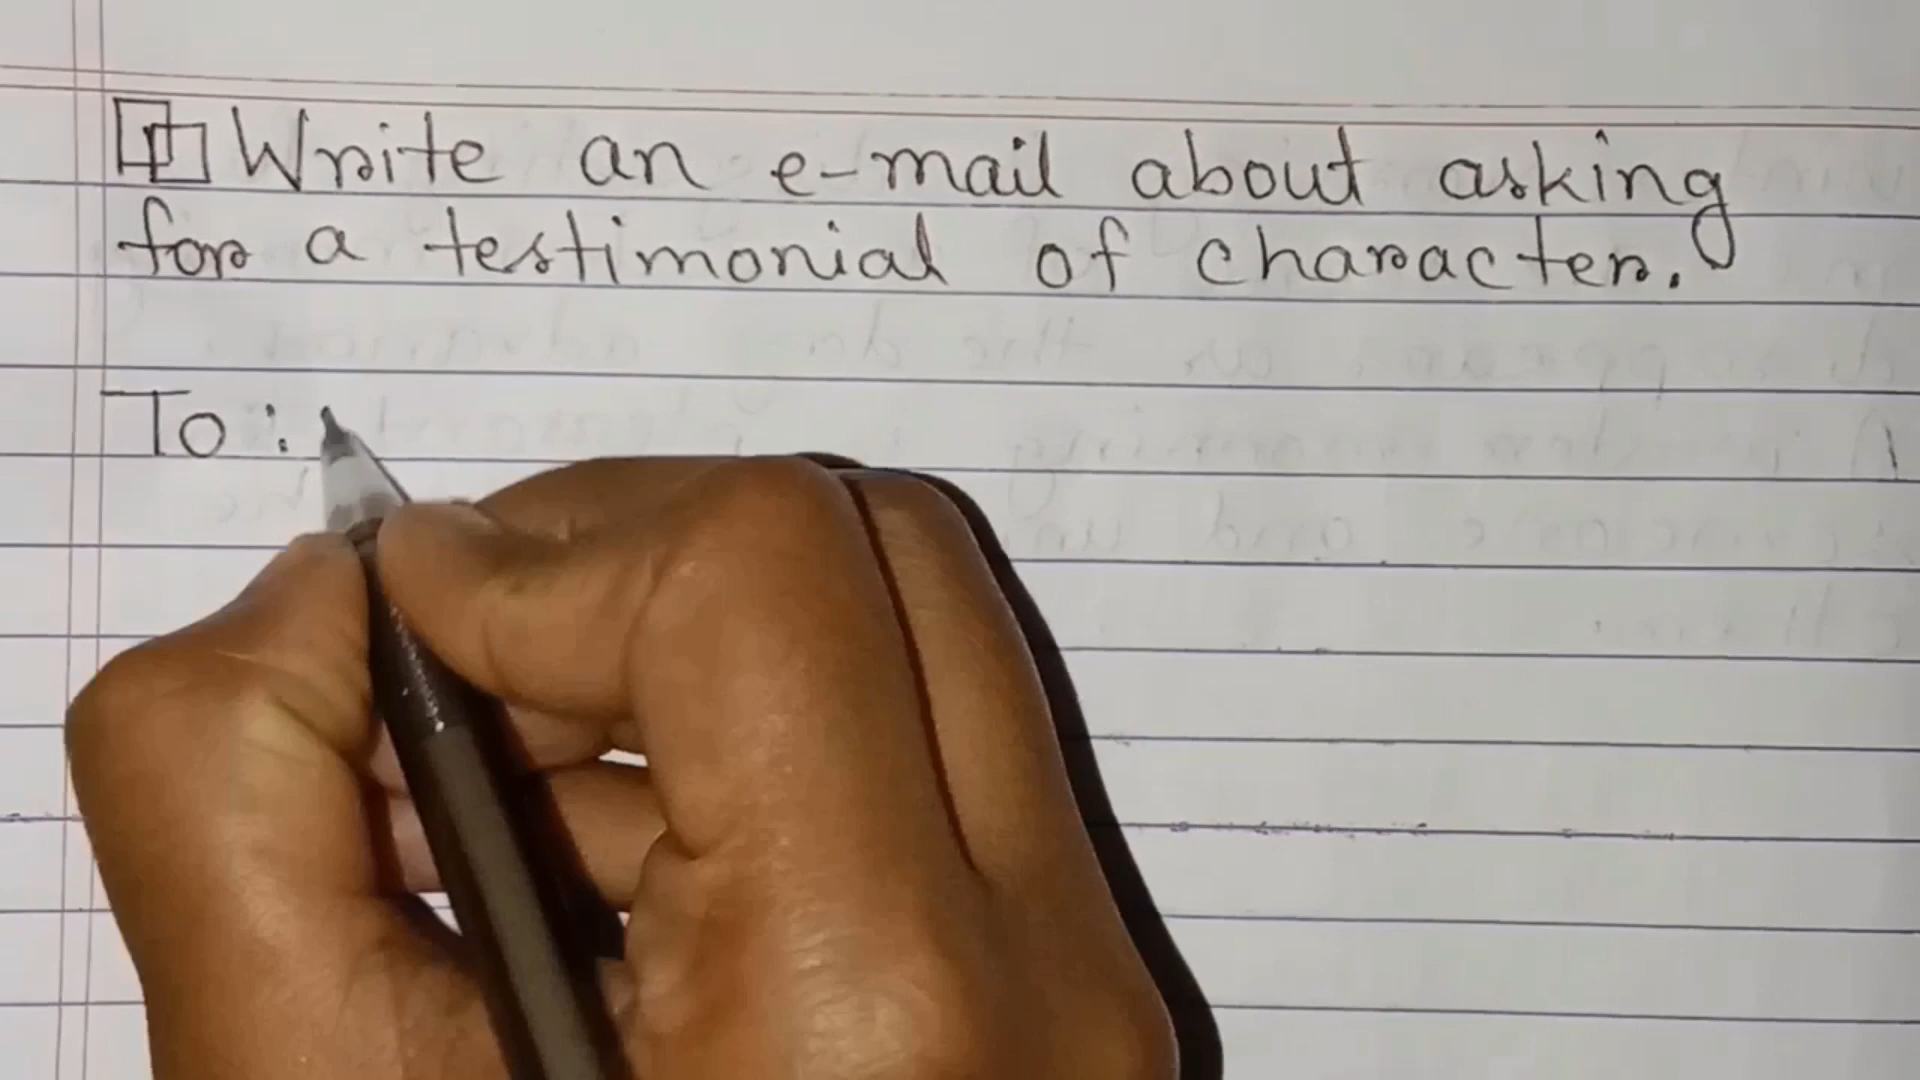 Write an e-mail about asking
for a testimonial of character.
To :